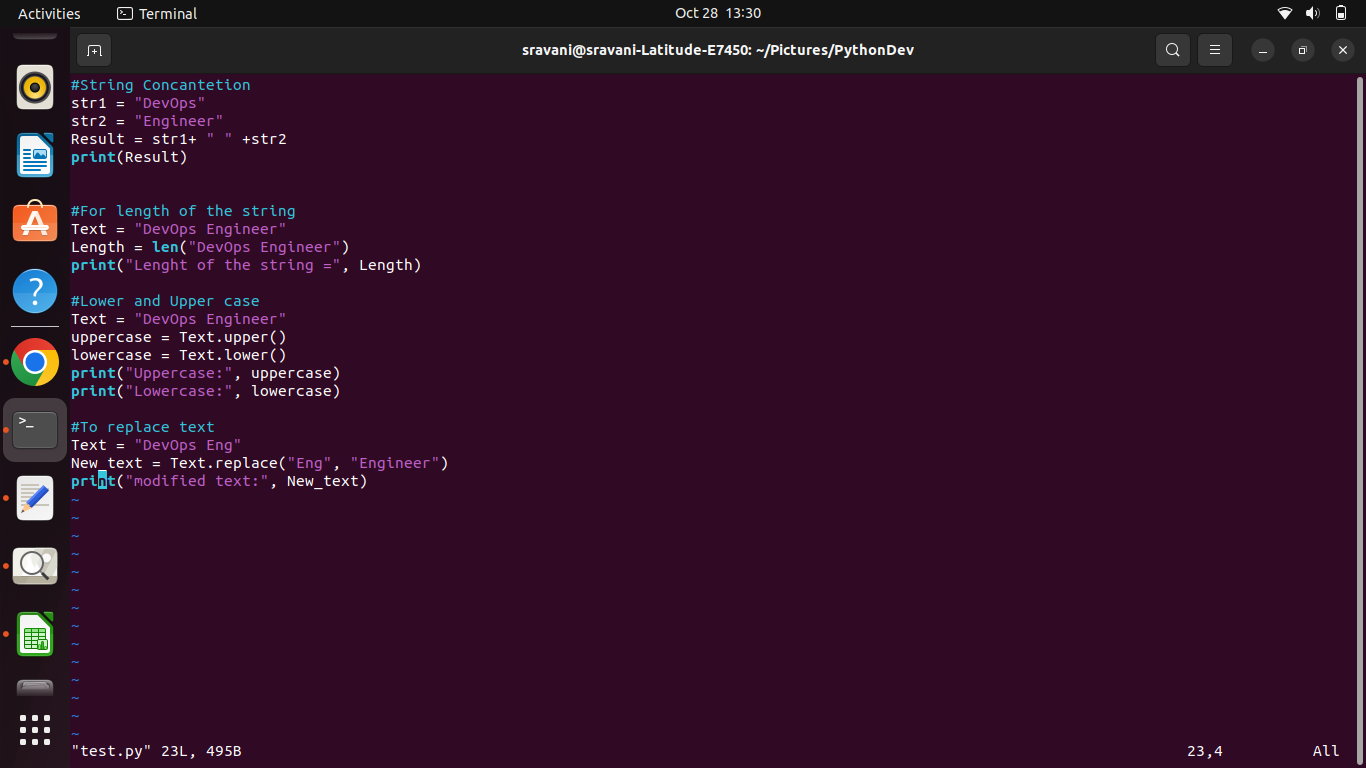 Activities
Terminal
Oct 28 13:30
sravani@sravani-Latitude-E7450: ~/Pictures/PythonDev
#String Concantetion
str1 = "DevOps"
str2 = "Engineer"
Result = str1+ " " +str2
print(Result)
#For length of the string
Text = "DevOps Engineer"
Length = len("DevOps Engineer")
print("Lenght of the string =", Length)
#Lower and Upper case
Text = "DevOps Engineer"
uppercase = Text.upper()
lowercase = Text.lower()
print("Uppercase:", uppercase)
print("Lowercase:", lowercase)
#To replace text
Text = "DevOps Eng"
New_text = Text.replace("Eng", "Engineer")
print("modified text:", New_text)
~
~
~
~
~
~
~
~
~
~
~
~
~
~
"test.py" 23L, 495B
23,4
All